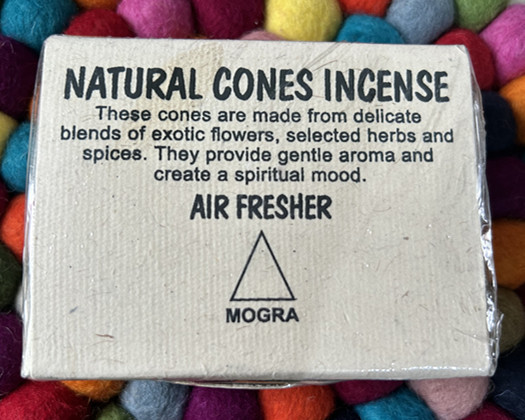 NATURAL CONES INCENSE
These cones are made from delicate
blends of exotic flowers, selected herbs and
spices. They provide gentle aroma and
create a spiritual mood.
AIR FRESHER
MOGRA